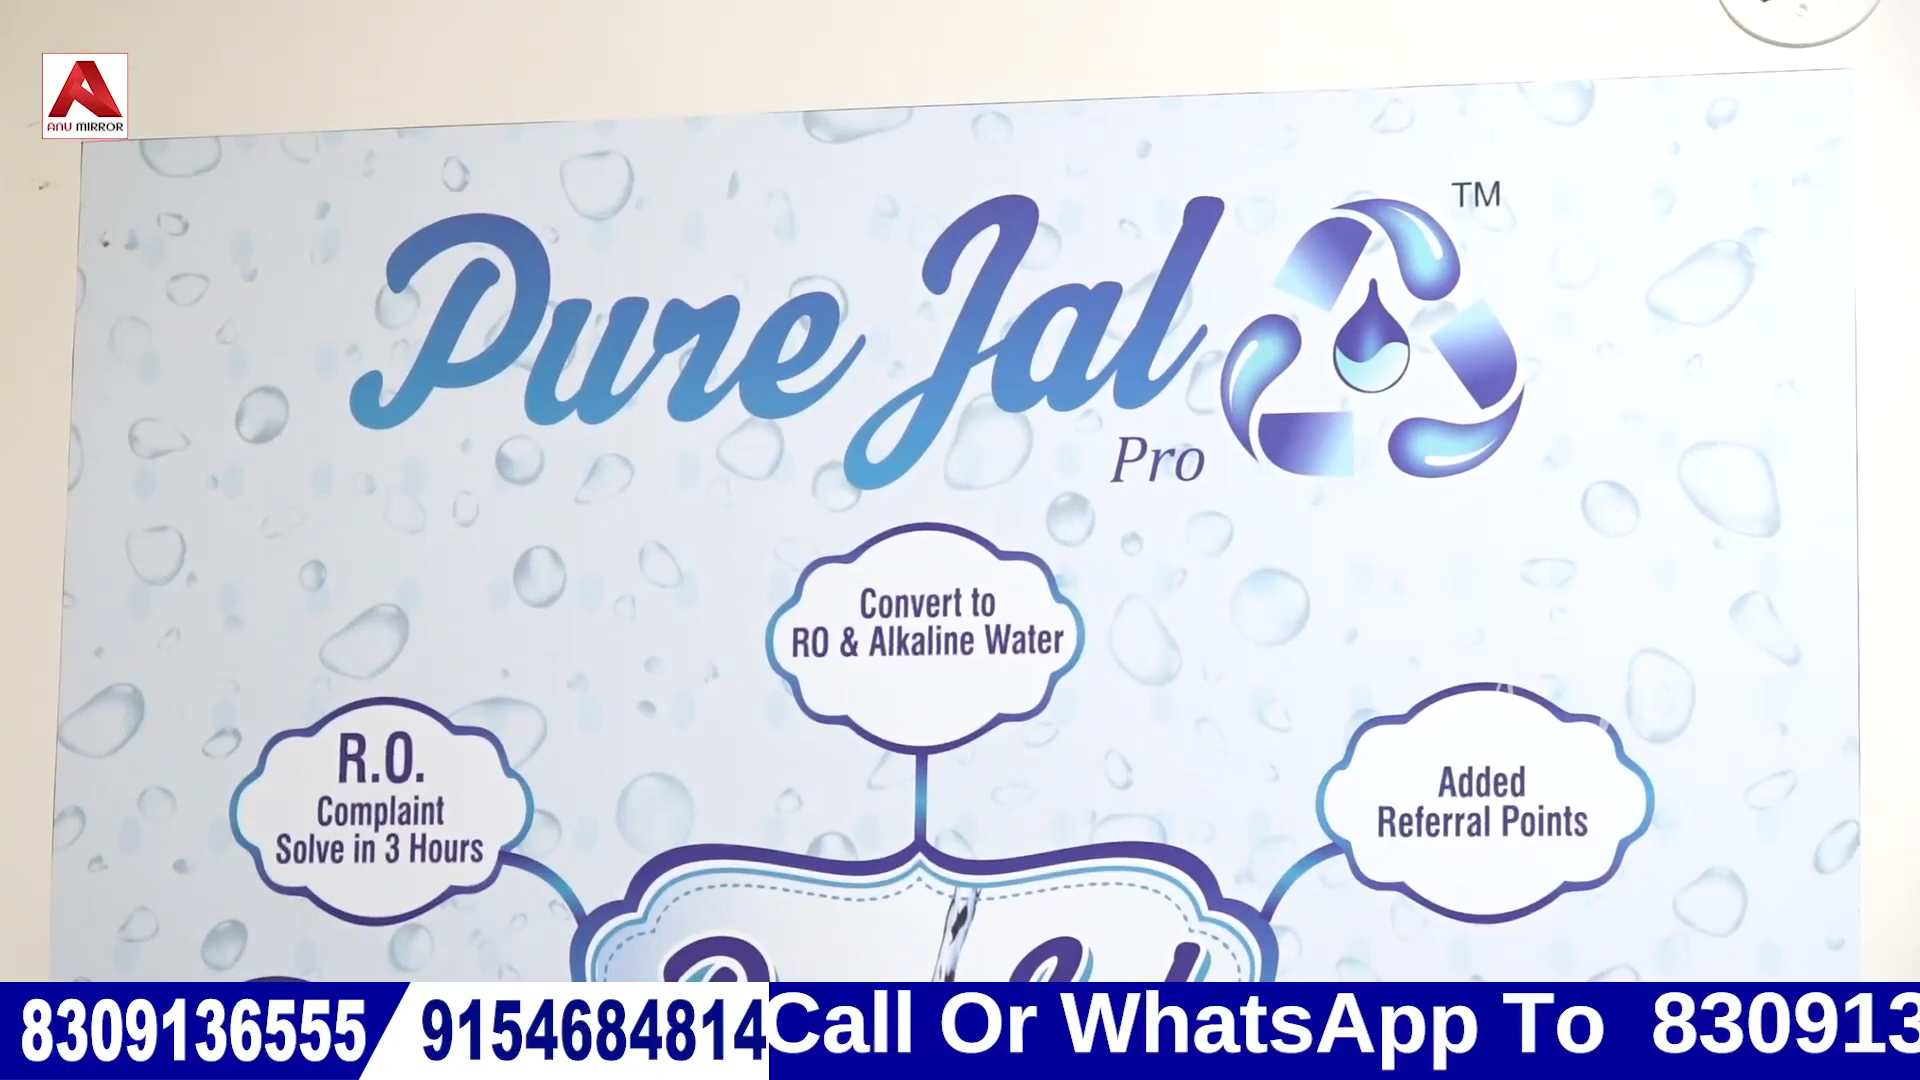 ANU MIRROR
Pure Jal
TM
Pro
Convert to
RO & Alkaline Water
R.O.
Complaint
Solve in 3 Hours
Added
Referral Points
8309136555
9154684814
Call Or WhatsApp To 830913